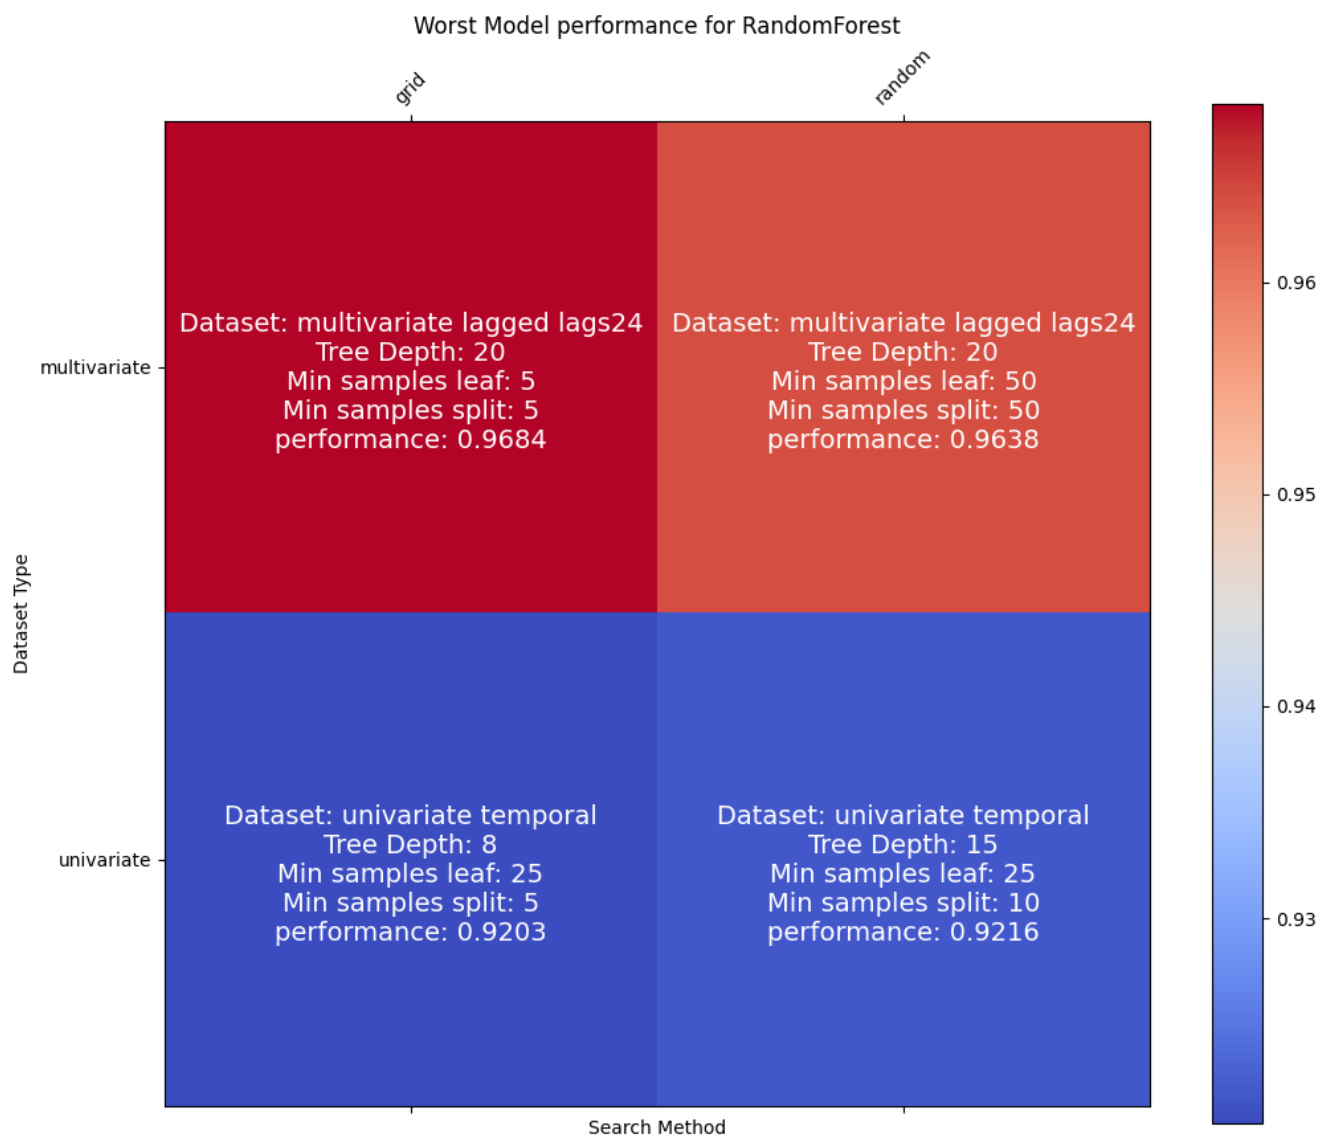 Worst Model performance for RandomForest
grid
random
Dataset: multivariate lagged lags24
Tree Depth: 20
Min samples leaf: 5
Min samples split: 5
performance: 0.9684
Dataset: multivariate lagged lags24
Tree Depth: 20
Min samples leaf: 50
Min samples split: 50
performance: 0.9638
multivariate
Dataset Type
Dataset: univariate temporal
Tree Depth: 8
Min samples leaf: 25
Min samples split: 5
performance: 0.9203
Dataset: univariate temporal
Tree Depth: 15
Min samples leaf: 25
Min samples split: 10
performance: 0.9216
univariate
Search Method
0.96
0.95
0.94
0.93